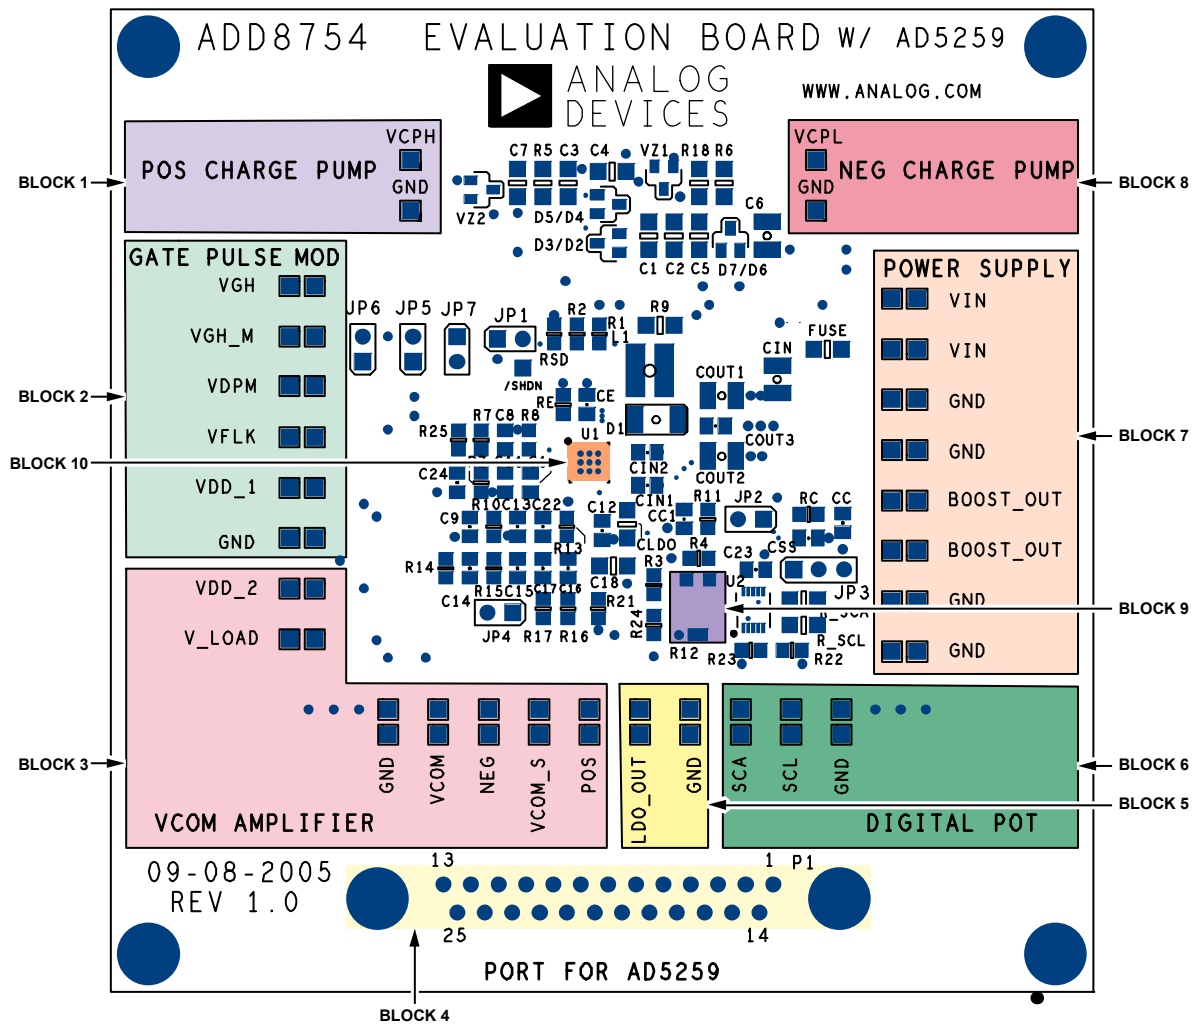 ADD8754 EVALUATION BOARD W/ AD5259
ANALOG
DEVICES
WWW.ANALOG.COM
BLOCK 1
POS CHARGE PUMP
VCPH
GND
C7 R5 C3 C4 VZ1 R18 R6
VZ2
D5/D4
D3/D2
C6
C1 C2 C5 D7/D6
VCPL
GND
NEG CHARGE PUMP
BLOCK 8
GATE PULSE MOD
VGH
VGH_M
VDPM
VFLK
VDD_1
GND
BLOCK 2
BLOCK 10
JP6 JP5 JP7 JP1
R2 R1 R9
L1
RSD
/SHDN
FUSE
CIN
COUT1
RE CE
D1
U1
COUT3
COUT2
R25 R7 C8 R8
C24
CIN2
CIN1
C9 R10 C13 C22
R13
C12
CC1 R11
CLDO
JP2
RC CC
R14
C18
R3 R4
C23 CSS
U2
JP3
C14 R15 C15 C17 C16
R21
R24
JP4 R17 R16
R12
R23 R22
R_SCA
R_SCL
POWER SUPPLY
VIN
VIN
GND
GND
BOOST_OUT
BOOST_OUT
GND
GND
BLOCK 7
BLOCK 9
VDD_2
V_LOAD
GND
VCOM
NEG
VCOM_S
POS
VCOM AMPLIFIER
BLOCK 3
LDO_OUT
GND
BLOCK 5
SCA
SCL
GND
DIGITAL POT
BLOCK 6
09-08-2005
REV 1.0
13 1 P1
25 14
PORT FOR AD5259
BLOCK 4